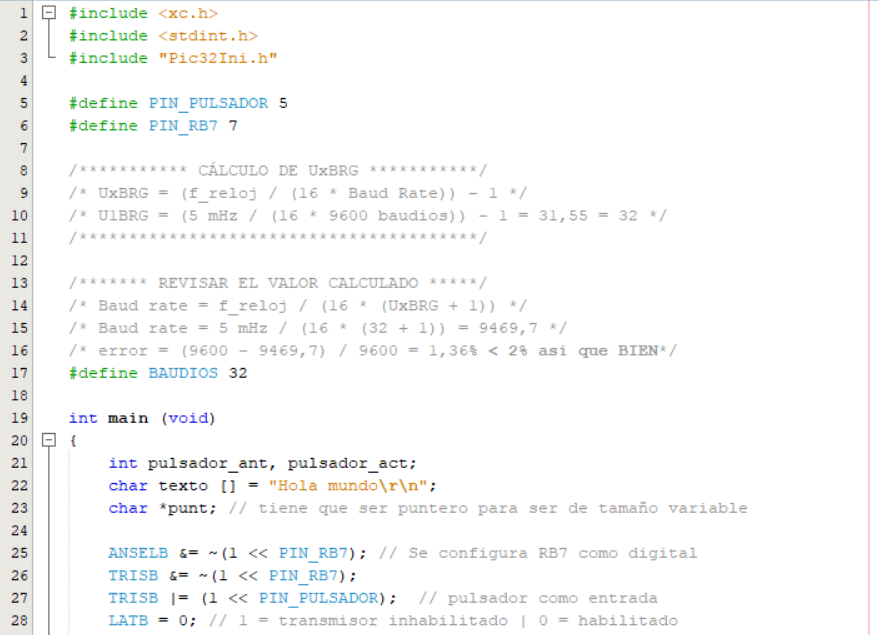 1 #include <xc.h>
2 #include <stdint.h>
3 #include "Pic32Ini.h"
4
5 #define PIN_PULSADOR 5
6 #define PIN_RB7 7
7
8 /*********** CÁLCULO DE UxBRG ***********/
9 /* UxBRG = (f_reloj / (16 * Baud Rate)) - 1 */
10 /* U1BRG = (5 mHz / (16 * 9600 baudios)) - 1 = 31,55 = 32 */
11 /****************************************/
12
13 /******* REVISAR EL VALOR CALCULADO *****/
14 /* Baud rate = f_reloj / (16 * (UxBRG + 1)) */
15 /* Baud rate = 5 mHz / (16 * (32 + 1)) = 9469,7 */
16 /* error = (9600 - 9469,7) / 9600 = 1,36% < 2% asi que BIEN*/
17 #define BAUDIOS 32
18
19 int main (void)
20 {
21 int pulsador_ant, pulsador_act;
22 char texto [] = "Hola mundo\r\n";
23 char *punt; // tiene que ser puntero para ser de tamaño variable
24
25 ANSELB &= ~(1 << PIN_RB7); // Se configura RB7 como digital
26 TRISB &= ~(1 << PIN_RB7);
27 TRISB |= (1 << PIN_PULSADOR); // pulsador como entrada
28 LATB = 0; // 1 = transmisor inhabilitado | 0 = habilitado